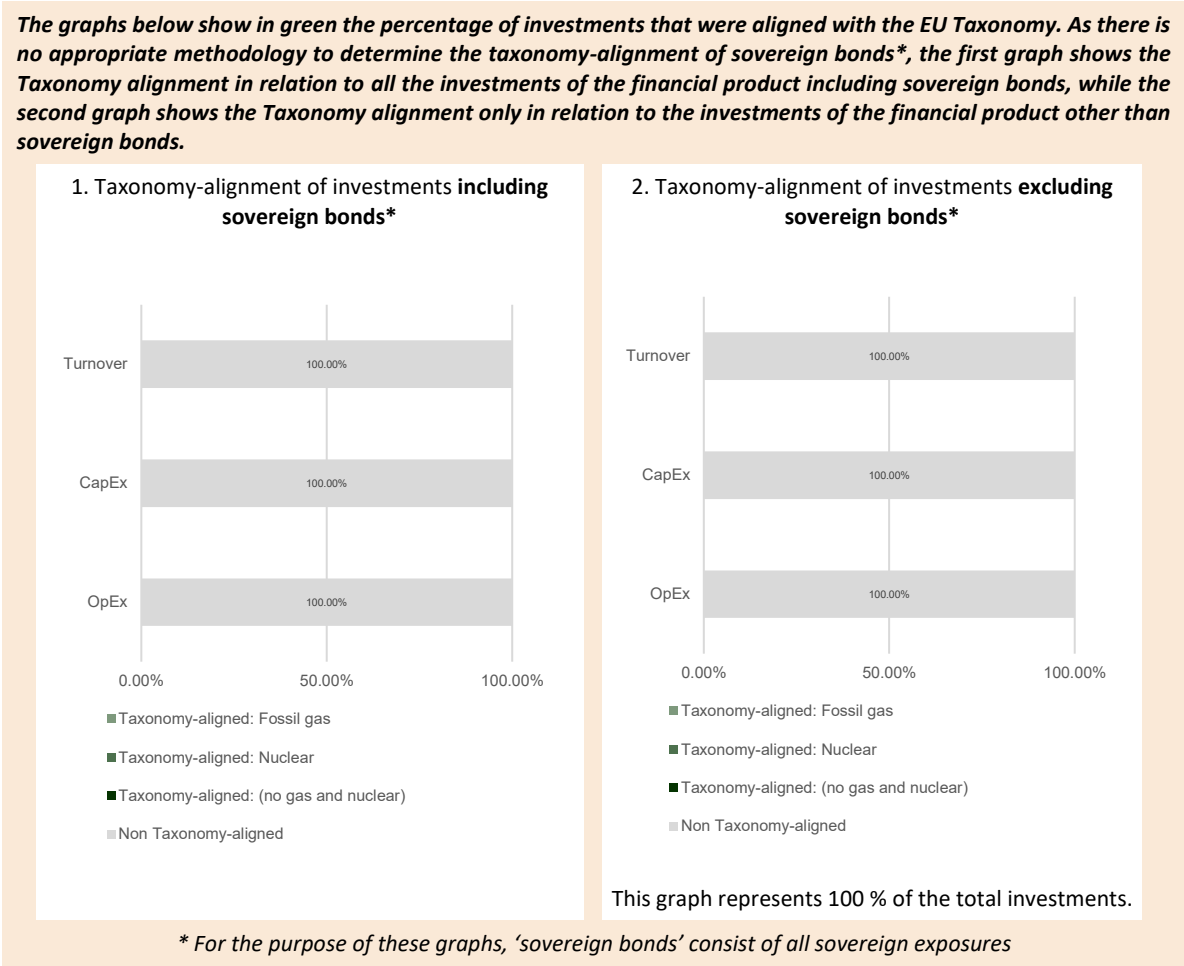 The graphs below show in green the percentage of investments that were aligned with the EU Taxonomy. As there is
no appropriate methodology to determine the taxonomy-alignment of sovereign bonds*, the first graph shows the
Taxonomy alignment in relation to all the investments of the financial product including sovereign bonds, while the
second graph shows the Taxonomy alignment only in relation to the investments of the financial product other than
sovereign bonds.
1. Taxonomy-alignment of investments including
sovereign bonds*
Turnover
100.00%
CapEx
100.00%
OpEx
100.00%
0.00% 50.00% 100.00%
Taxonomy-aligned: Fossil gas
Taxonomy-aligned: Nuclear
Taxonomy-aligned: (no gas and nuclear)
Non Taxonomy-aligned
2. Taxonomy-alignment of investments excluding
sovereign bonds*
Turnover
100.00%
CapEx
100.00%
OpEx
100.00%
0.00% 50.00% 100.00%
Taxonomy-aligned: Fossil gas
Taxonomy-aligned: Nuclear
Taxonomy-aligned: (no gas and nuclear)
Non Taxonomy-aligned
This graph represents 100 % of the total investments.
* For the purpose of these graphs, ‘sovereign bonds’ consist of all sovereign exposures